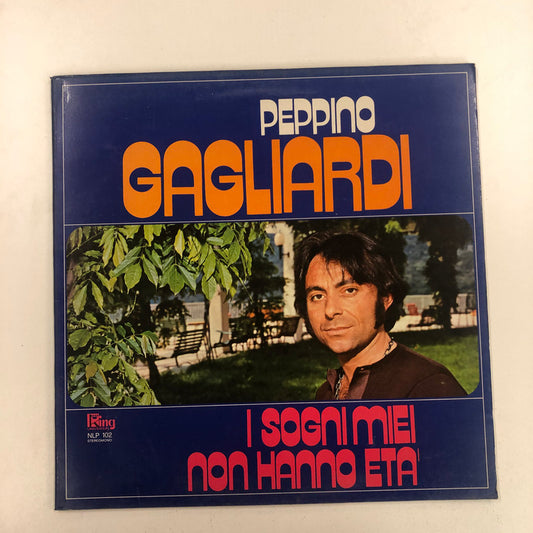 PEPPINO
GAGLIARDI
I SOGNI MIEI
NON HANNO ETA'
King
NLP 102
STEREOMONO